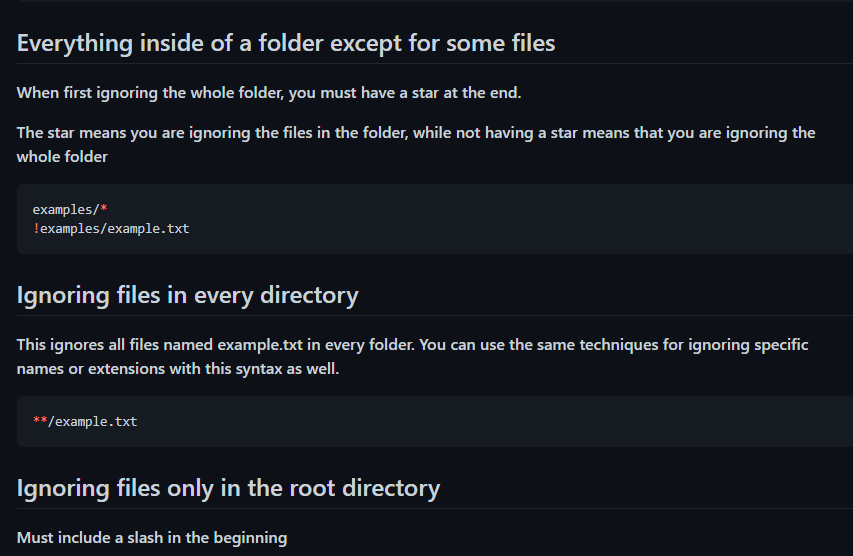 Everything inside of a folder except for some files
When first ignoring the whole folder, you must have a star at the end.
The star means you are ignoring the files in the folder, while not having a star means that you are ignoring the
whole folder
examples/*
!examples/example.txt
Ignoring files in every directory
This ignores all files named example.txt in every folder. You can use the same techniques for ignoring specific
names or extensions with this syntax as well.
**/example.txt
Ignoring files only in the root directory
Must include a slash in the beginning